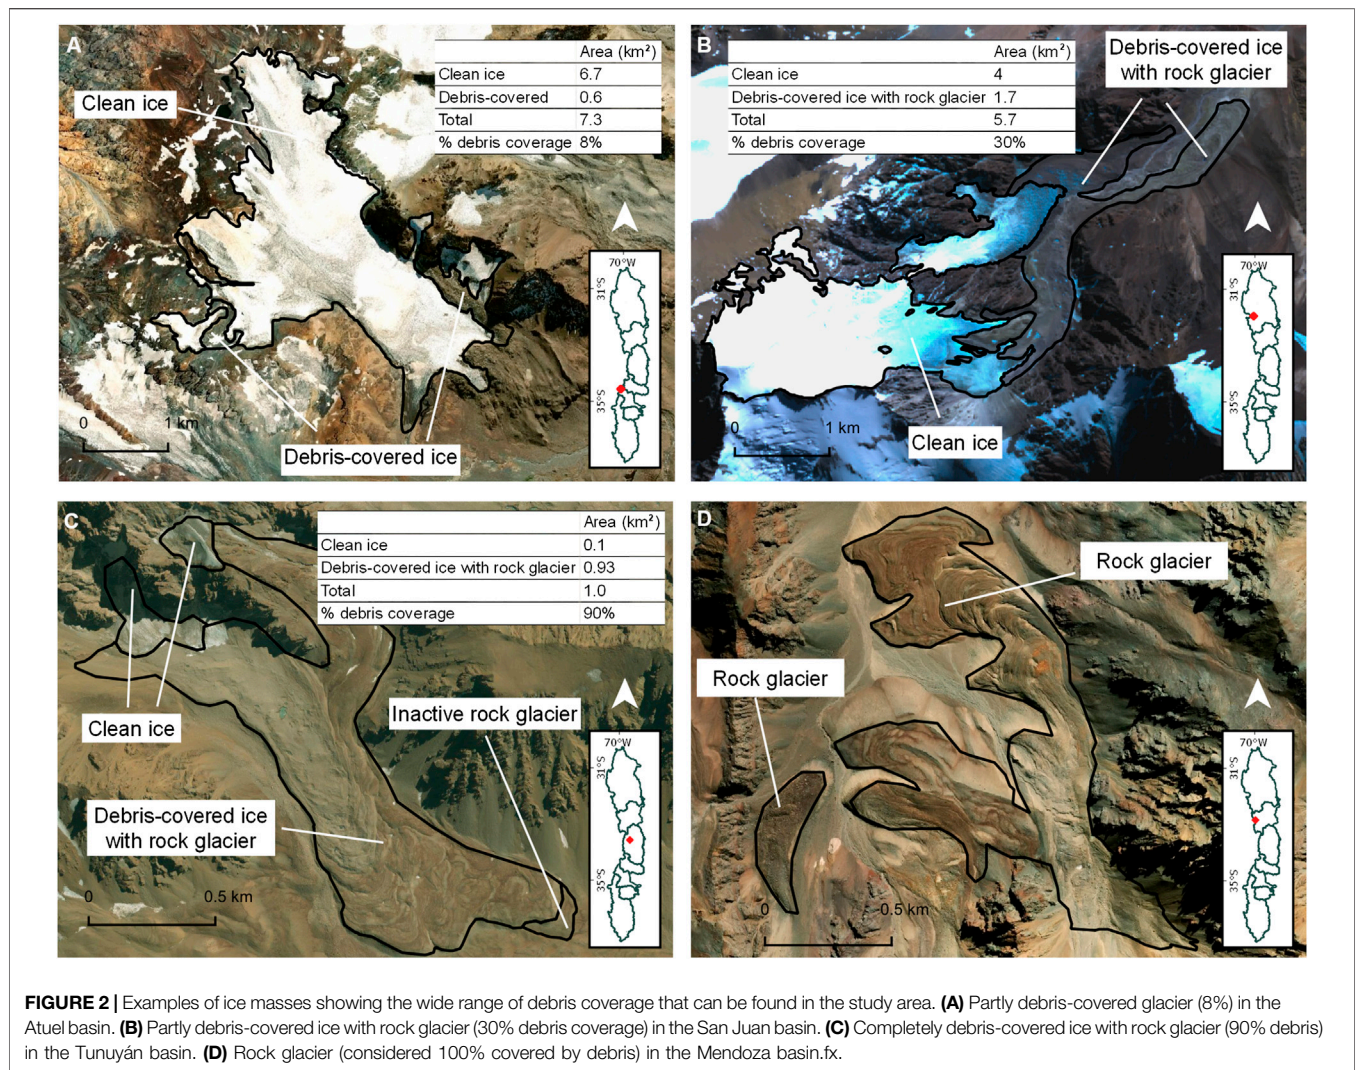 A
Area (km²)
Clean ice 6.7
Debris-covered 0.6
Total 7.3
% debris coverage 8%
Clean ice
Debris-covered ice
0 1 km
70°W
31°S
35°S
B
Area (km²)
Clean ice 4
Debris-covered ice with rock glacier 1.7
Total 5.7
% debris coverage 30%
Debris-covered ice
with rock glacier
Clean ice
0 1 km
70°W
31°S
35°S
C
Area (km²)
Clean ice 0.1
Debris-covered ice with rock glacier 0.93
Total 1.0
% debris coverage 90%
Clean ice
Inactive rock glacier
Debris-covered ice
with rock glacier
0 0.5 km
70°W
31°S
35°S
D
Rock glacier
Rock glacier
0 0.5 km
70°W
31°S
35°S
FIGURE 2 | Examples of ice masses showing the wide range of debris coverage that can be found in the study area. (A) Partly debris-covered glacier (8%) in the
Atuel basin. (B) Partly debris-covered ice with rock glacier (30% debris coverage) in the San Juan basin. (C) Completely debris-covered ice with rock glacier (90% debris)
in the Tunuyán basin. (D) Rock glacier (considered 100% covered by debris) in the Mendoza basin.fx.